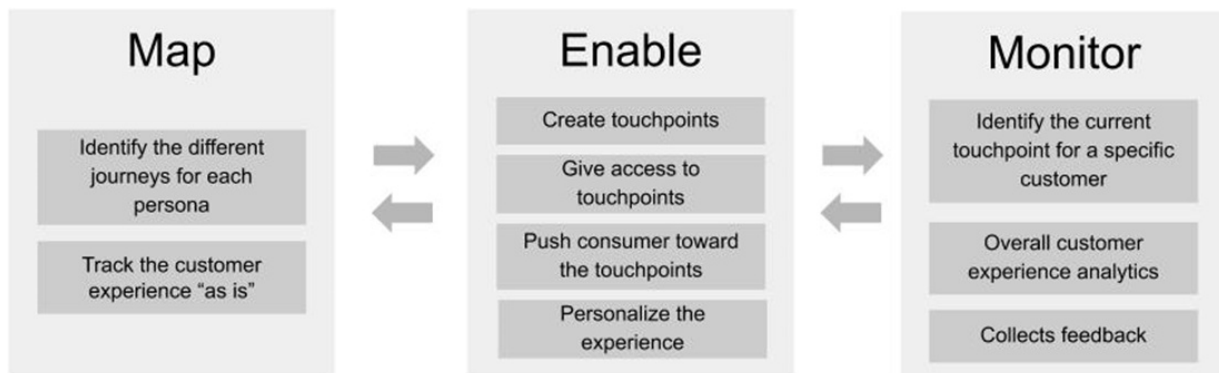 Map
Identify the different
journeys for each
persona
Track the customer
experience “as is”
Enable
Create touchpoints
Give access to
touchpoints
Push consumer toward
the touchpoints
Personalize the
experience
Monitor
Identify the current
touchpoint for a specific
customer
Overall customer
experience analytics
Collects feedback